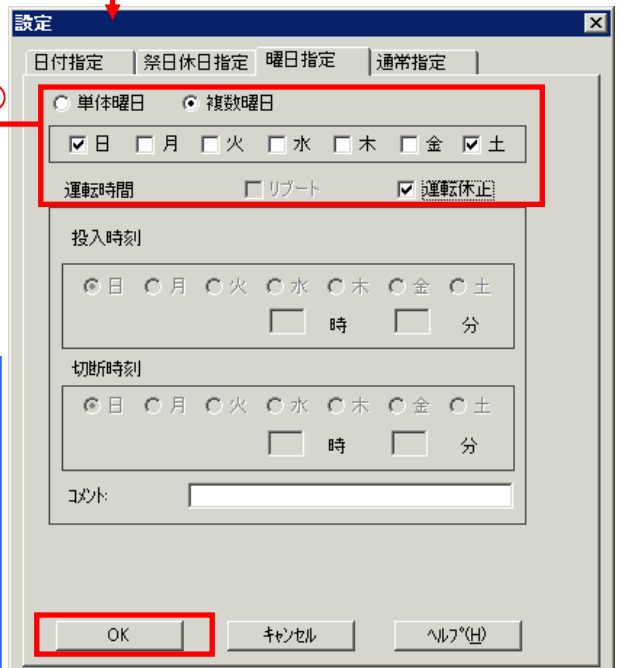 設定
日付指定 祭日休日指定 曜日指定 通常指定
単体曜日 複数曜日
日 月 火 水 木 金 土
運転時間 リブート 運転休止
投入時刻
日 月 火 水 木 金 土
時 分
切断時刻
日 月 火 水 木 金 土
時 分
コメント:
OK キャンセル ヘルプ(H)